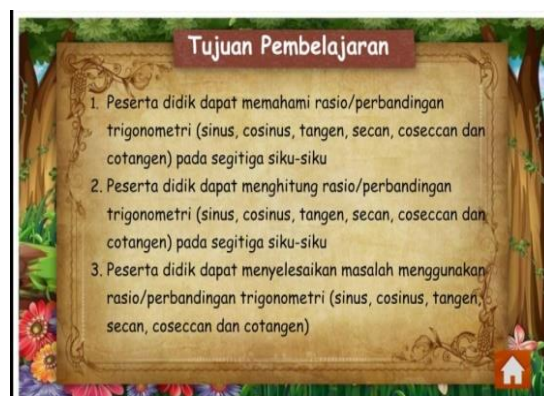 Tujuan Pembelajaran
1. Peserta didik dapat memahami rasio/perbandingan
trigonometri (sinus, cosinus, tangen, secan, coseccan dan
cotangen) pada segitiga siku-siku
2. Peserta didik dapat menghitung rasio/perbandingan
trigonometri (sinus, cosinus, tangen, secan, coseccan dan
cotangen) pada segitiga siku-siku
3. Peserta didik dapat menyelesaikan masalah menggunakan
rasio/perbandingan trigonometri (sinus, cosinus, tangen,
secan, coseccan dan cotangen)